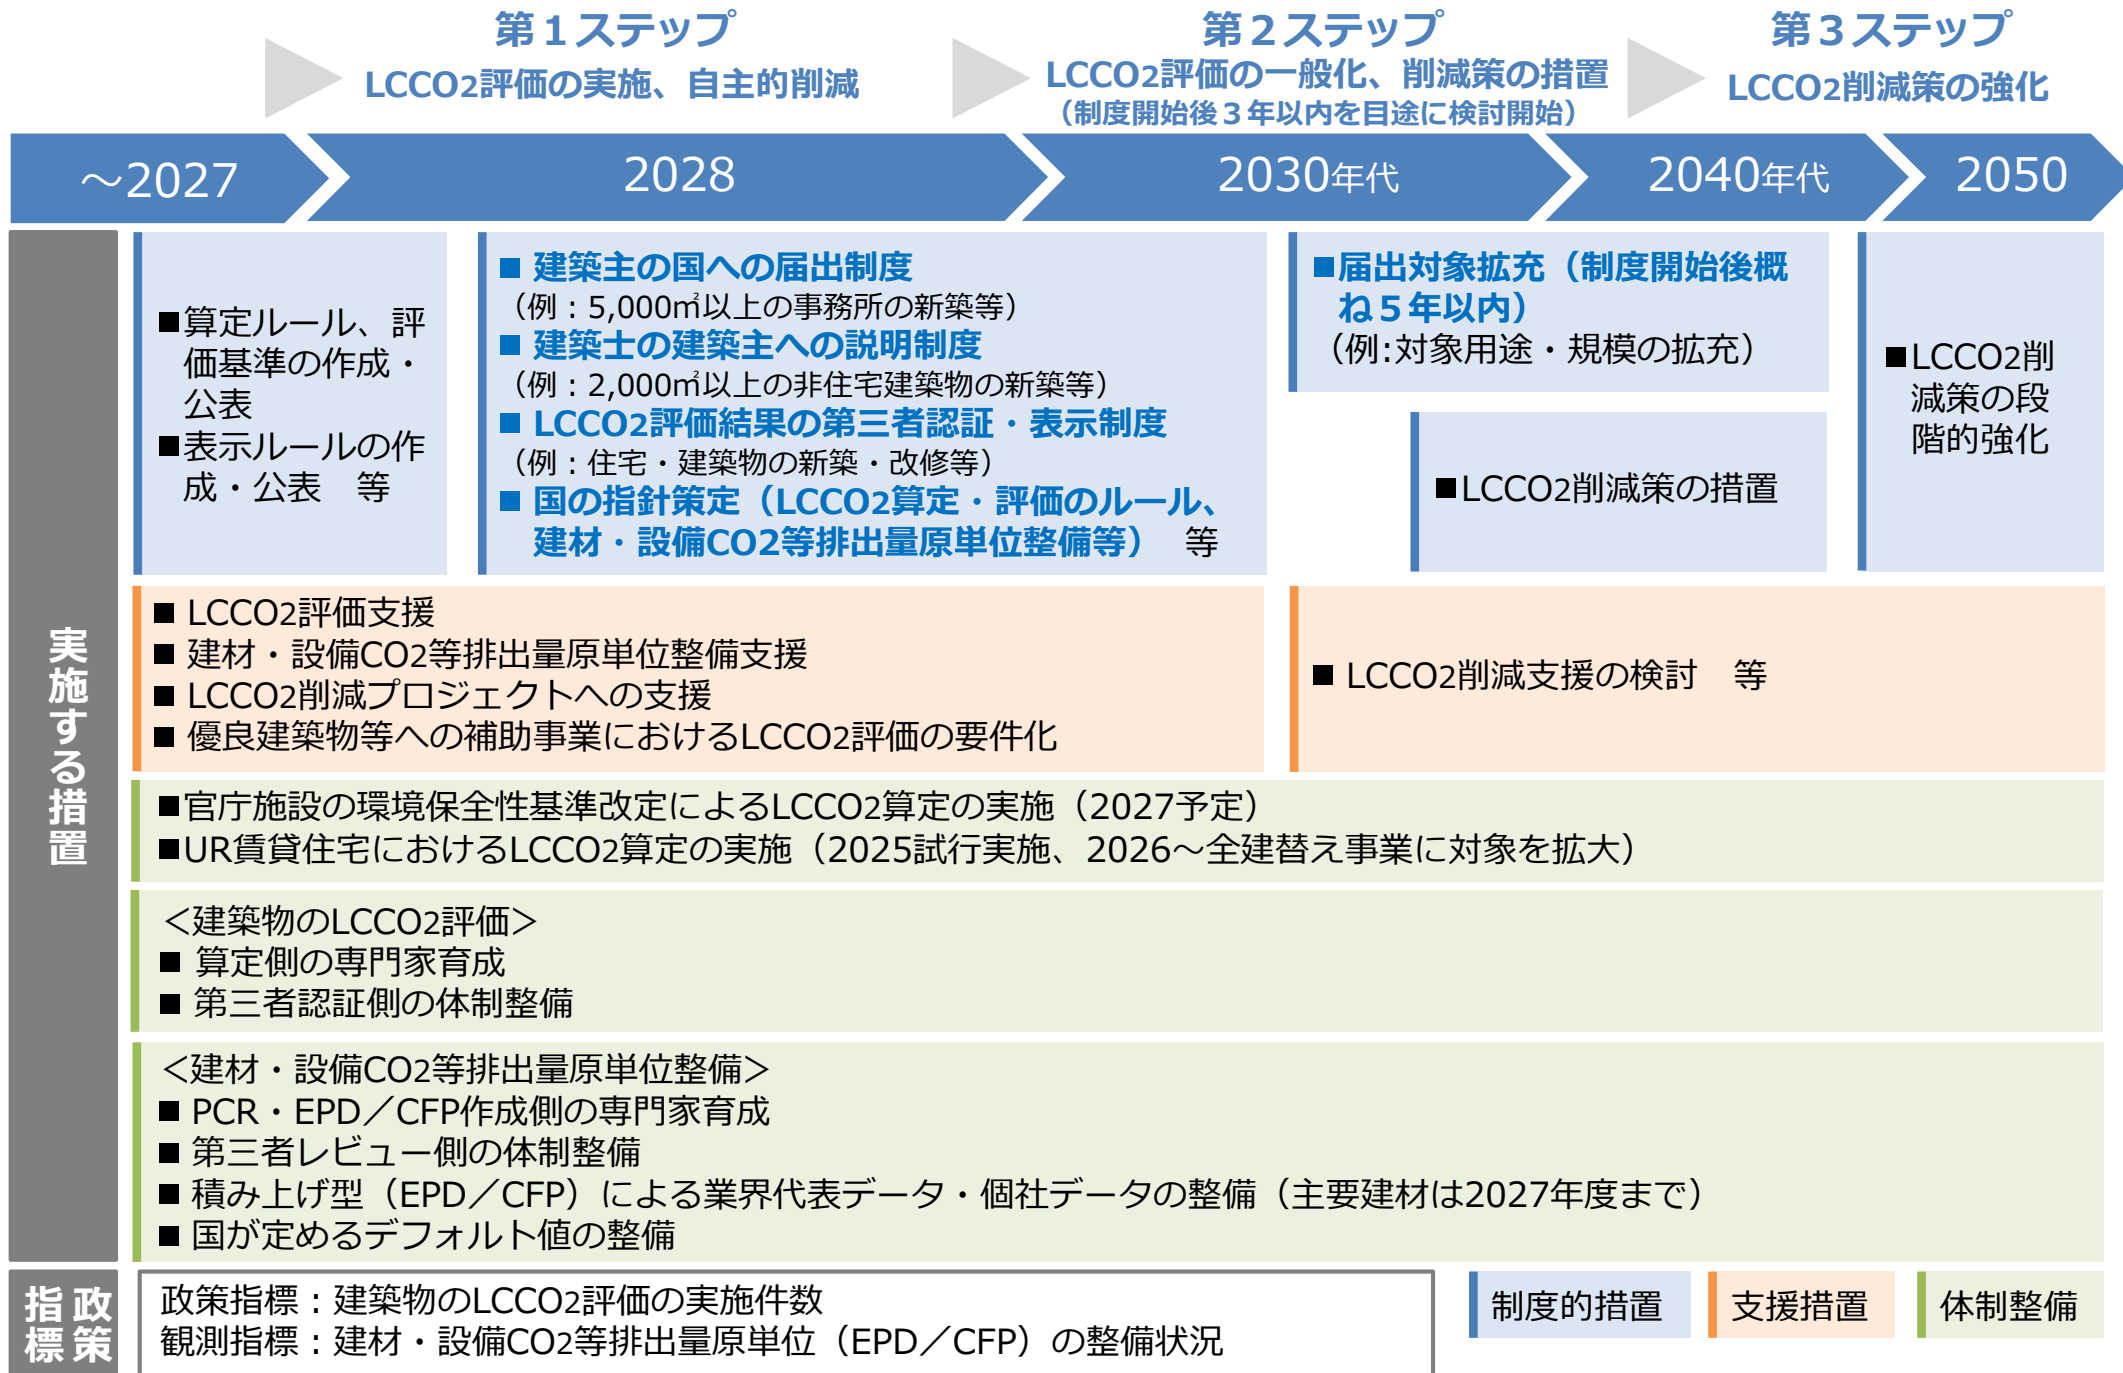 第１ステップ
LCCO2評価の実施、自主的削減
第２ステップ
LCCO2評価の一般化、削減策の措置
（制度開始後３年以内を目途に検討開始）
第３ステップ
LCCO2削減策の強化
～2027
2028
2030年代
2040年代
2050
実施する措置
■算定ルール、評
価基準の作成・
公表
■表示ルールの作
成・公表　等
■ 建築主の国への届出制度
（例：5,000㎡以上の事務所の新築等）
■ 建築士の建築主への説明制度
（例：2,000㎡以上の非住宅建築物の新築等）
■ LCCO2評価結果の第三者認証・表示制度
（例：住宅・建築物の新築・改修等）
■ 国の指針策定（LCCO2算定・評価のルール、
建材・設備CO2等排出量原単位整備等）　等
■届出対象拡充（制度開始後概
ね５年以内）
（例:対象用途・規模の拡充）
■LCCO2削減策の措置
■LCCO2削
減策の段
階的強化
■ LCCO2評価支援
■ 建材・設備CO2等排出量原単位整備支援
■ LCCO2削減プロジェクトへの支援
■ 優良建築物等への補助事業におけるLCCO2評価の要件化
■ LCCO2削減支援の検討　等
■官庁施設の環境保全性基準改定によるLCCO2算定の実施（2027予定）
■UR賃貸住宅におけるLCCO2算定の実施（2025試行実施、2026～全建替え事業に対象を拡大）
＜建築物のLCCO2評価＞
■ 算定側の専門家育成
■ 第三者認証側の体制整備
＜建材・設備CO2等排出量原単位整備＞
■ PCR・EPD／CFP作成側の専門家育成
■ 第三者レビュー側の体制整備
■ 積み上げ型（EPD／CFP）による業界代表データ・個社データの整備（主要建材は2027年度まで）
■ 国が定めるデフォルト値の整備
政策
指標
政策指標：建築物のLCCO2評価の実施件数
観測指標：建材・設備CO2等排出量原単位（EPD／CFP）の整備状況
制度的措置
支援措置
体制整備